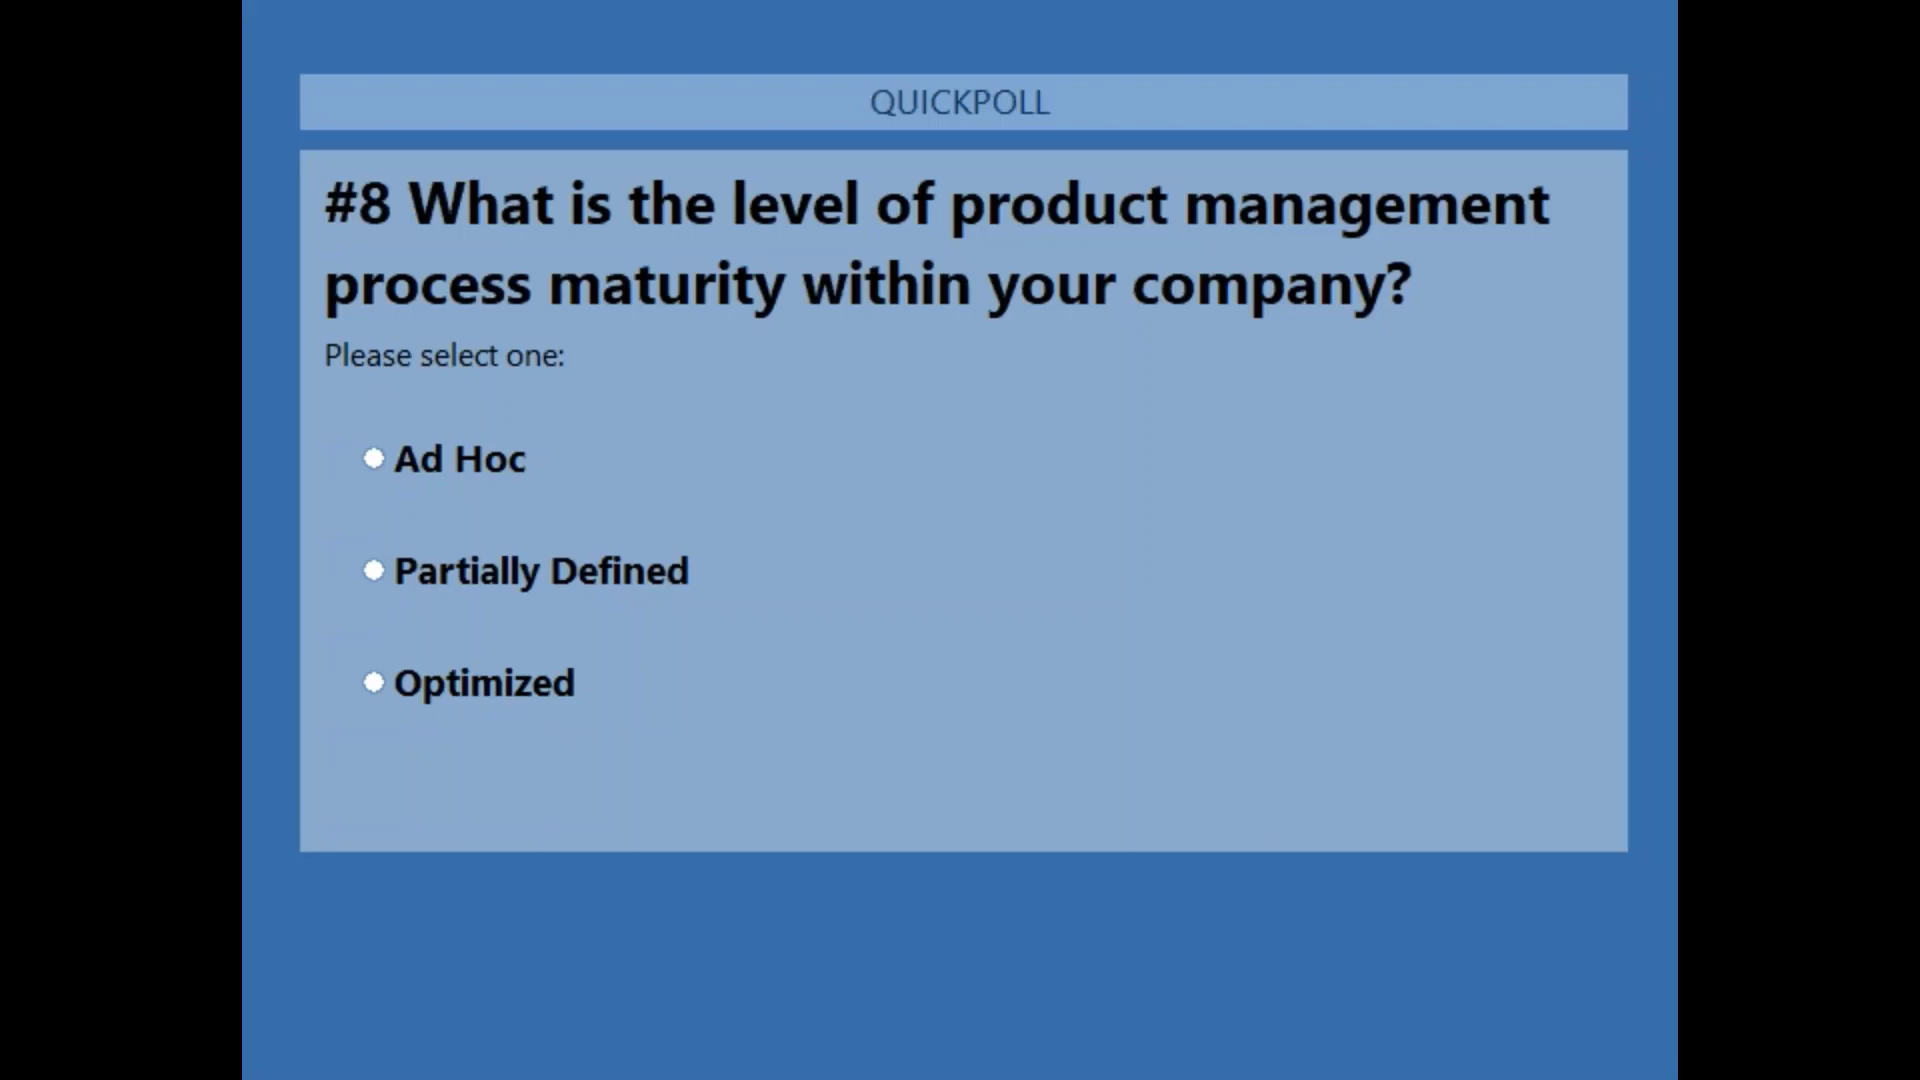 QUICKPOLL
#8 What is the level of product management
process maturity within your company?
Please select one:
Ad Hoc
Partially Defined
Optimized